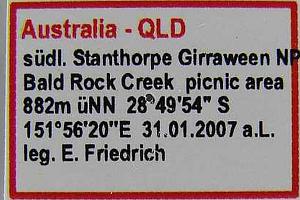 Australia - QLD
südl. Stanthorpe Girraween NP
Bald Rock Creek picnic area
882m üNN 28°49'54" S
151°56'20"E 31.01.2007 a.L.
leg. E. Friedrich